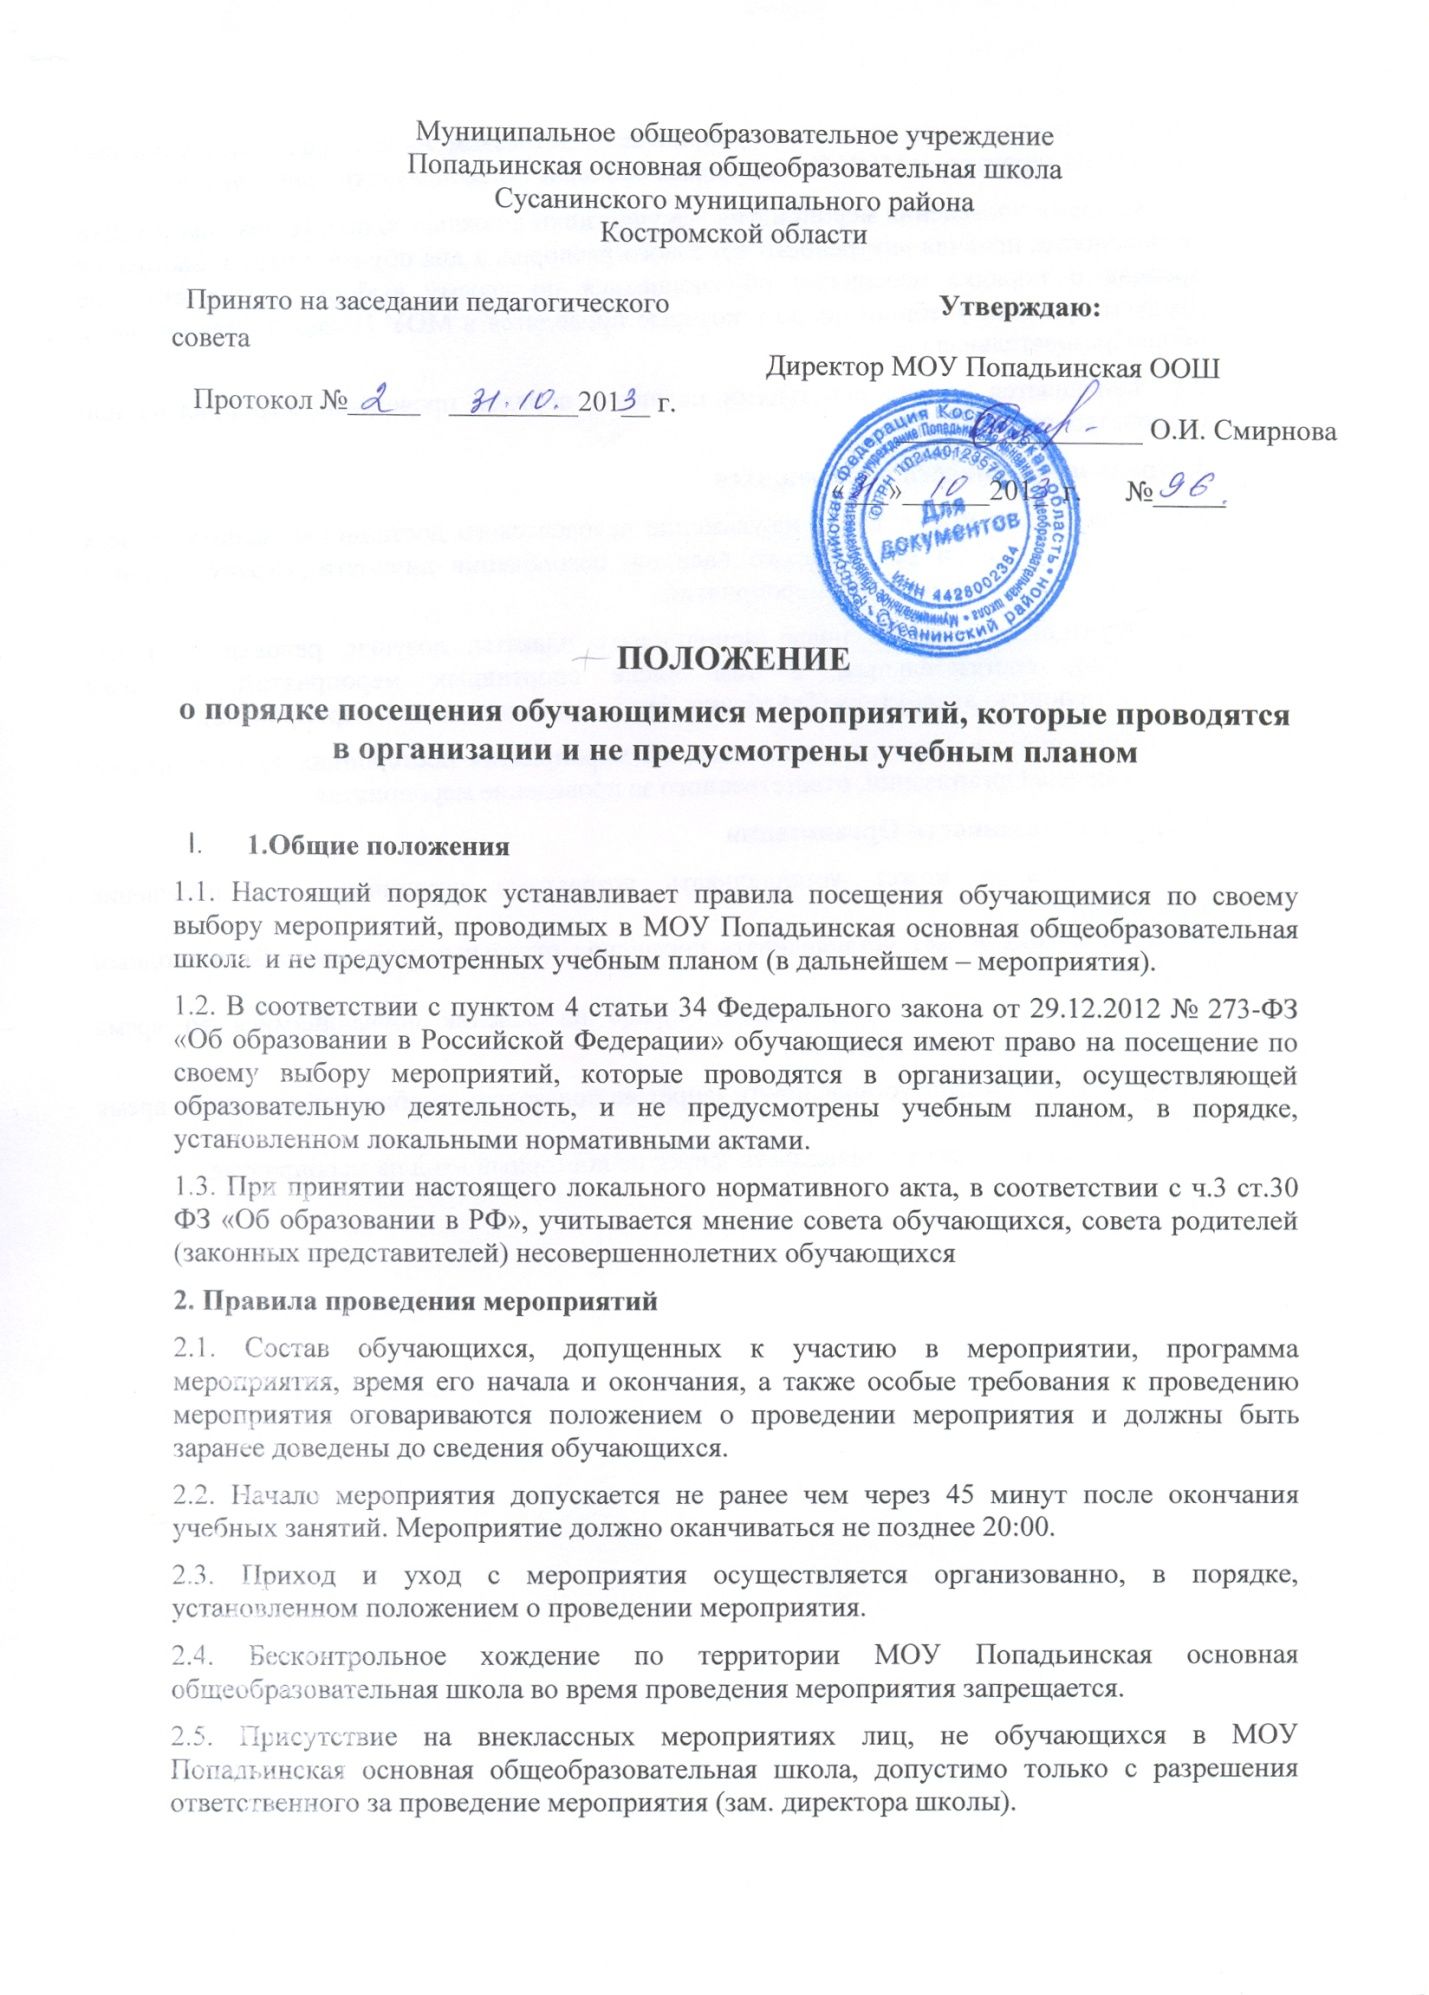 Муниципальное общеобразовательное учреждение
Попадьинская основная общеобразовательная школа
Сусанинского муниципального района
Костромской области
Принято на заседании педагогического
совета
Протокол № 2 31.10. 2013 г.
Утверждаю:
Директор МОУ Попадьинская ООШ
О.И. Смирнова
«31» 10 2013 г. № 96.
Российская Федерация Костромская область • Сусанинский район •
ОГРН
Для
документов
ИНН 4428002384
ПОЛОЖЕНИЕ
о порядке посещения обучающимися мероприятий, которые проводятся
в организации и не предусмотрены учебным планом
I. 1.Общие положения
1.1. Настоящий порядок устанавливает правила посещения обучающимися по своему
выбору мероприятий, проводимых в МОУ Попадьинская основная общеобразовательная
школа и не предусмотренных учебным планом (в дальнейшем – мероприятия).
1.2. В соответствии с пунктом 4 статьи 34 Федерального закона от 29.12.2012 № 273-ФЗ
«Об образовании в Российской Федерации» обучающиеся имеют право на посещение по
своему выбору мероприятий, которые проводятся в организации, осуществляющей
образовательную деятельность, и не предусмотрены учебным планом, в порядке,
установленном локальными нормативными актами.
1.3. При принятии настоящего локального нормативного акта, в соответствии с ч.3 ст.30
ФЗ «Об образовании в РФ», учитывается мнение совета обучающихся, совета родителей
(законных представителей) несовершеннолетних обучающихся
2. Правила проведения мероприятий
2.1. Состав обучающихся, допущенных к участию в мероприятии, программа
мероприятия, время его начала и окончания, а также особые требования к проведению
мероприятия оговариваются положением о проведении мероприятия и должны быть
заранее доведены до сведения обучающихся.
2.2. Начало мероприятия допускается не ранее чем через 45 минут после окончания
учебных занятий. Мероприятие должно оканчиваться не позднее 20:00.
2.3. Приход и уход с мероприятия осуществляется организованно, в порядке,
установленном положением о проведении мероприятия.
2.4. Бесконтрольное хождение по территории МОУ Попадьинская основная
общеобразовательная школа во время проведения мероприятия запрещается.
2.5. Присутствие на внеклассных мероприятиях лиц, не обучающихся в МОУ
Попадьинская основная общеобразовательная школа, допустимо только с разрешения
ответственного за проведение мероприятия (зам. директора школы).